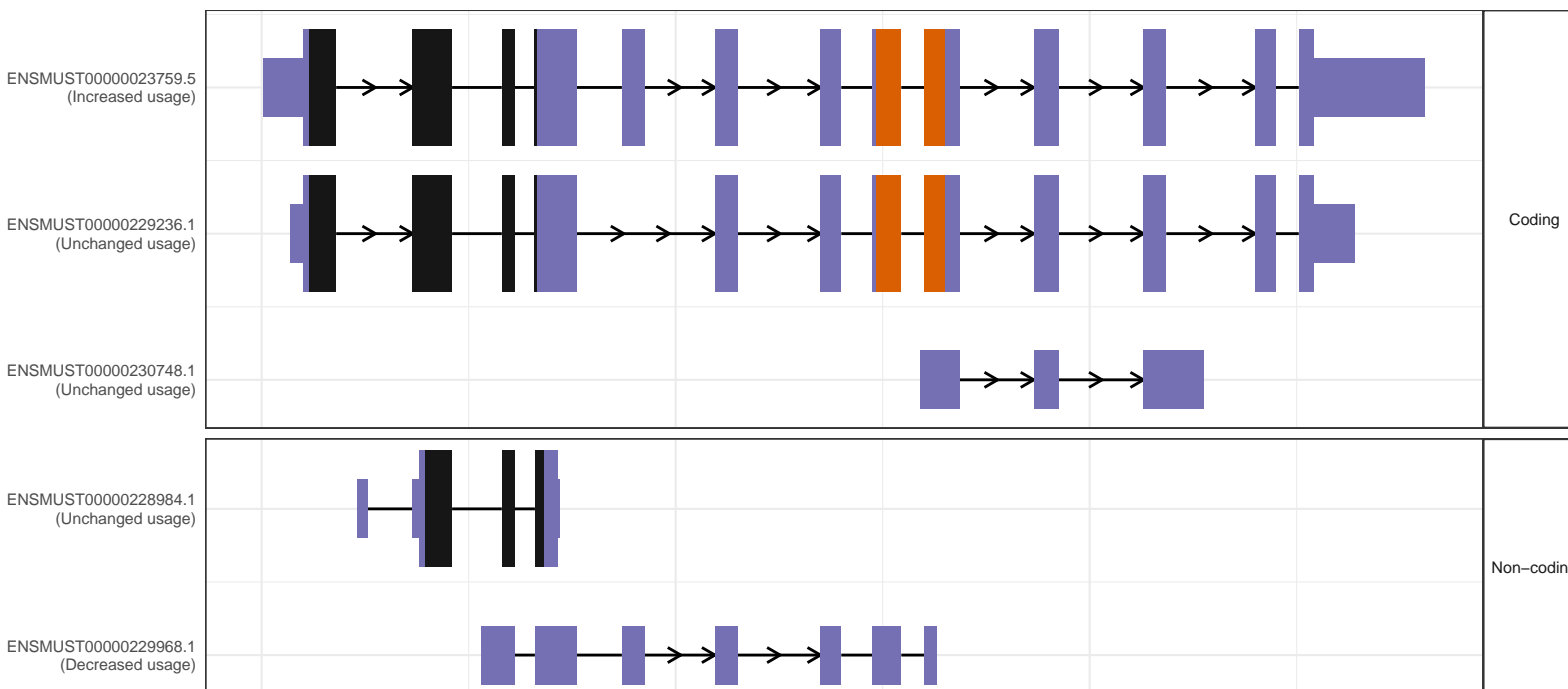 ENSMUST00000023759.5
(Increased usage)
ENSMUST00000229236.1
(Unchanged usage)
Coding
ENSMUST00000230748.1
(Unchanged usage)
ENSMUST00000228984.1
(Unchanged usage)
Non−codin
ENSMUST00000229968.1
(Decreased usage)